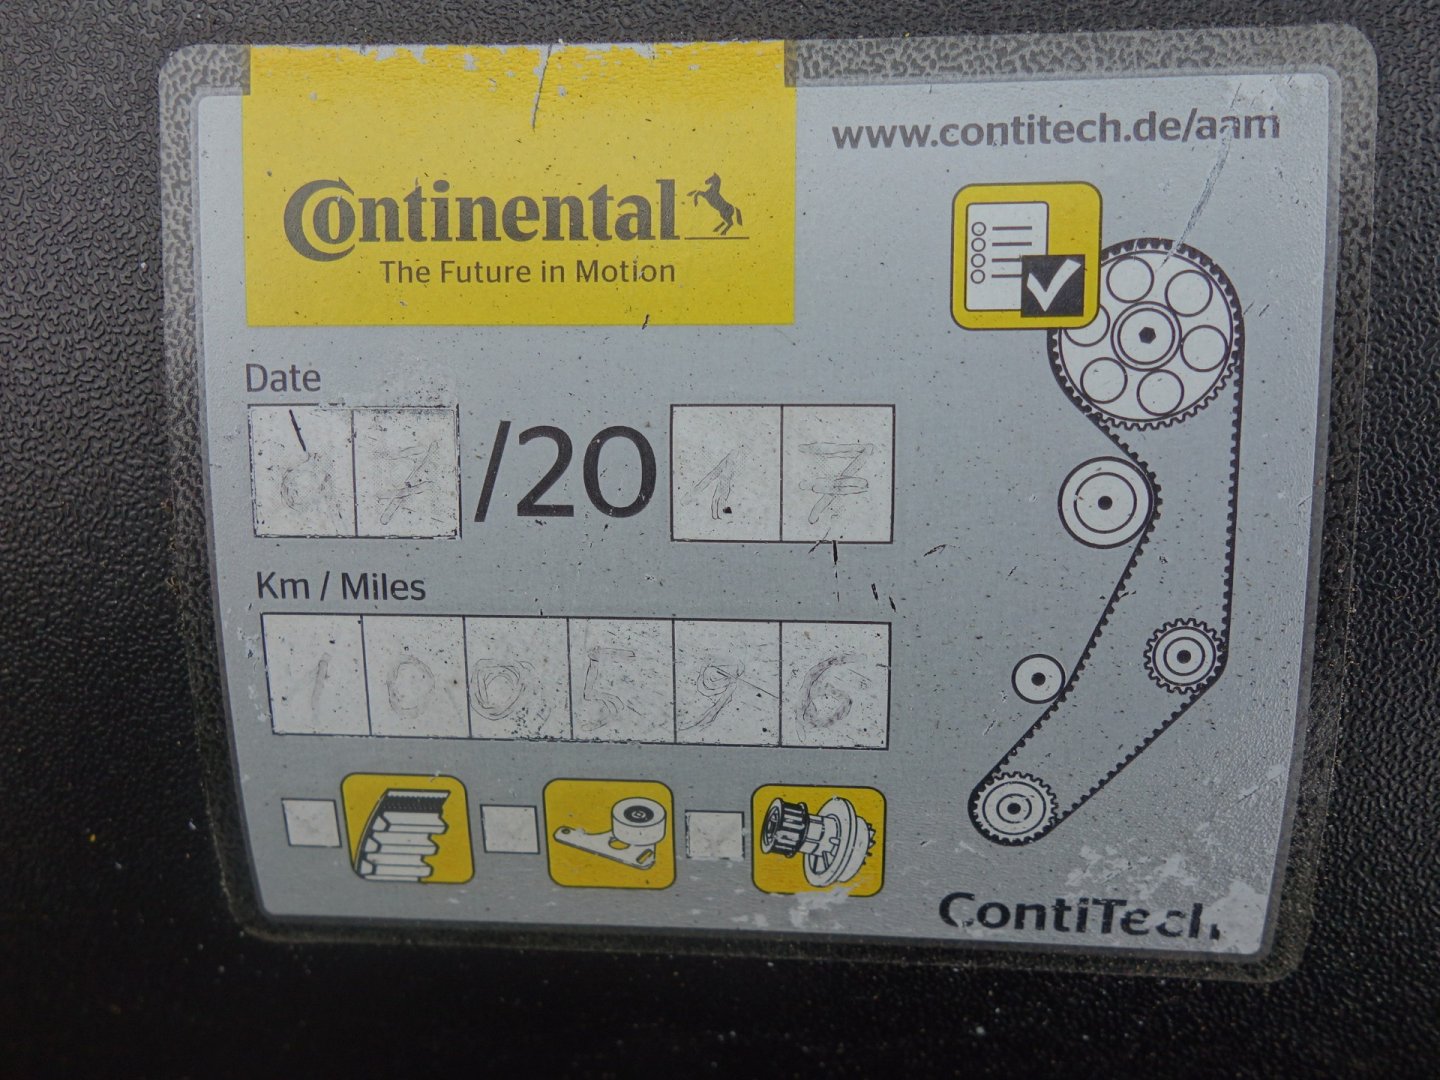 www.contitech.de/aam
Continental
The Future in Motion
Date
07/2017
Km / Miles
100596
ContiTech